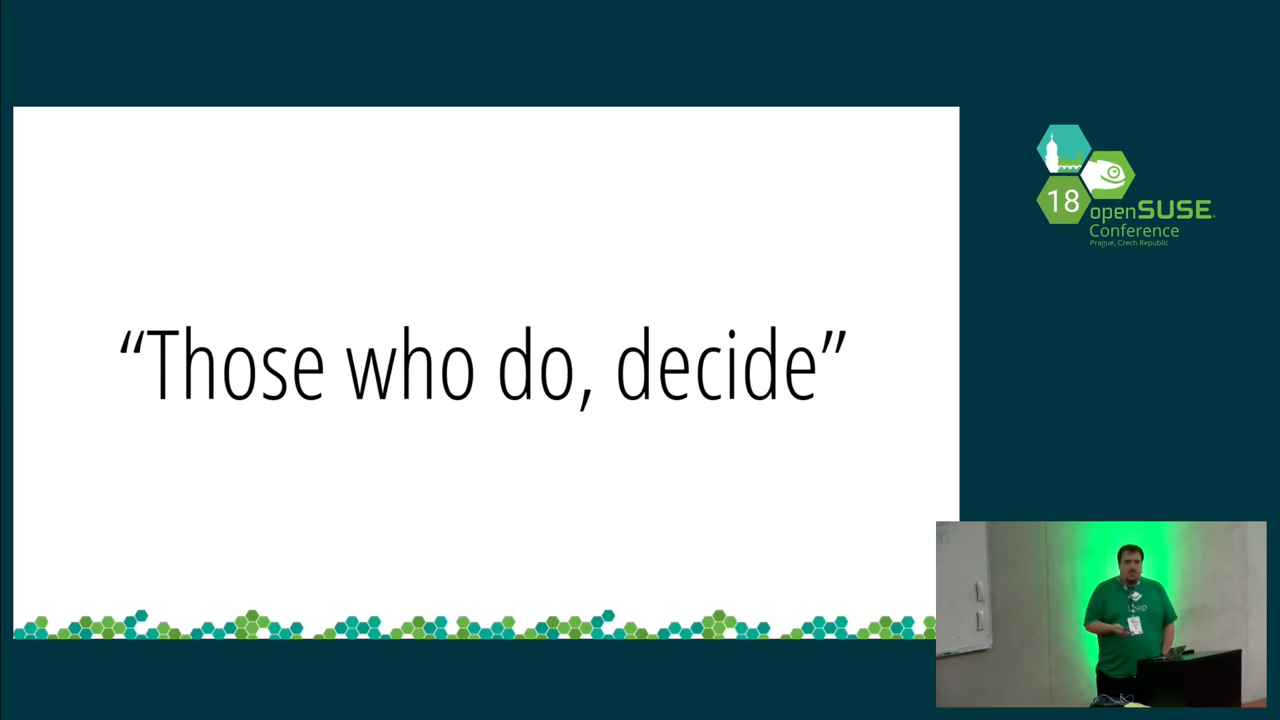 “Those who do, decide”
18
openSUSE
Conference
Prague, Czech Republic